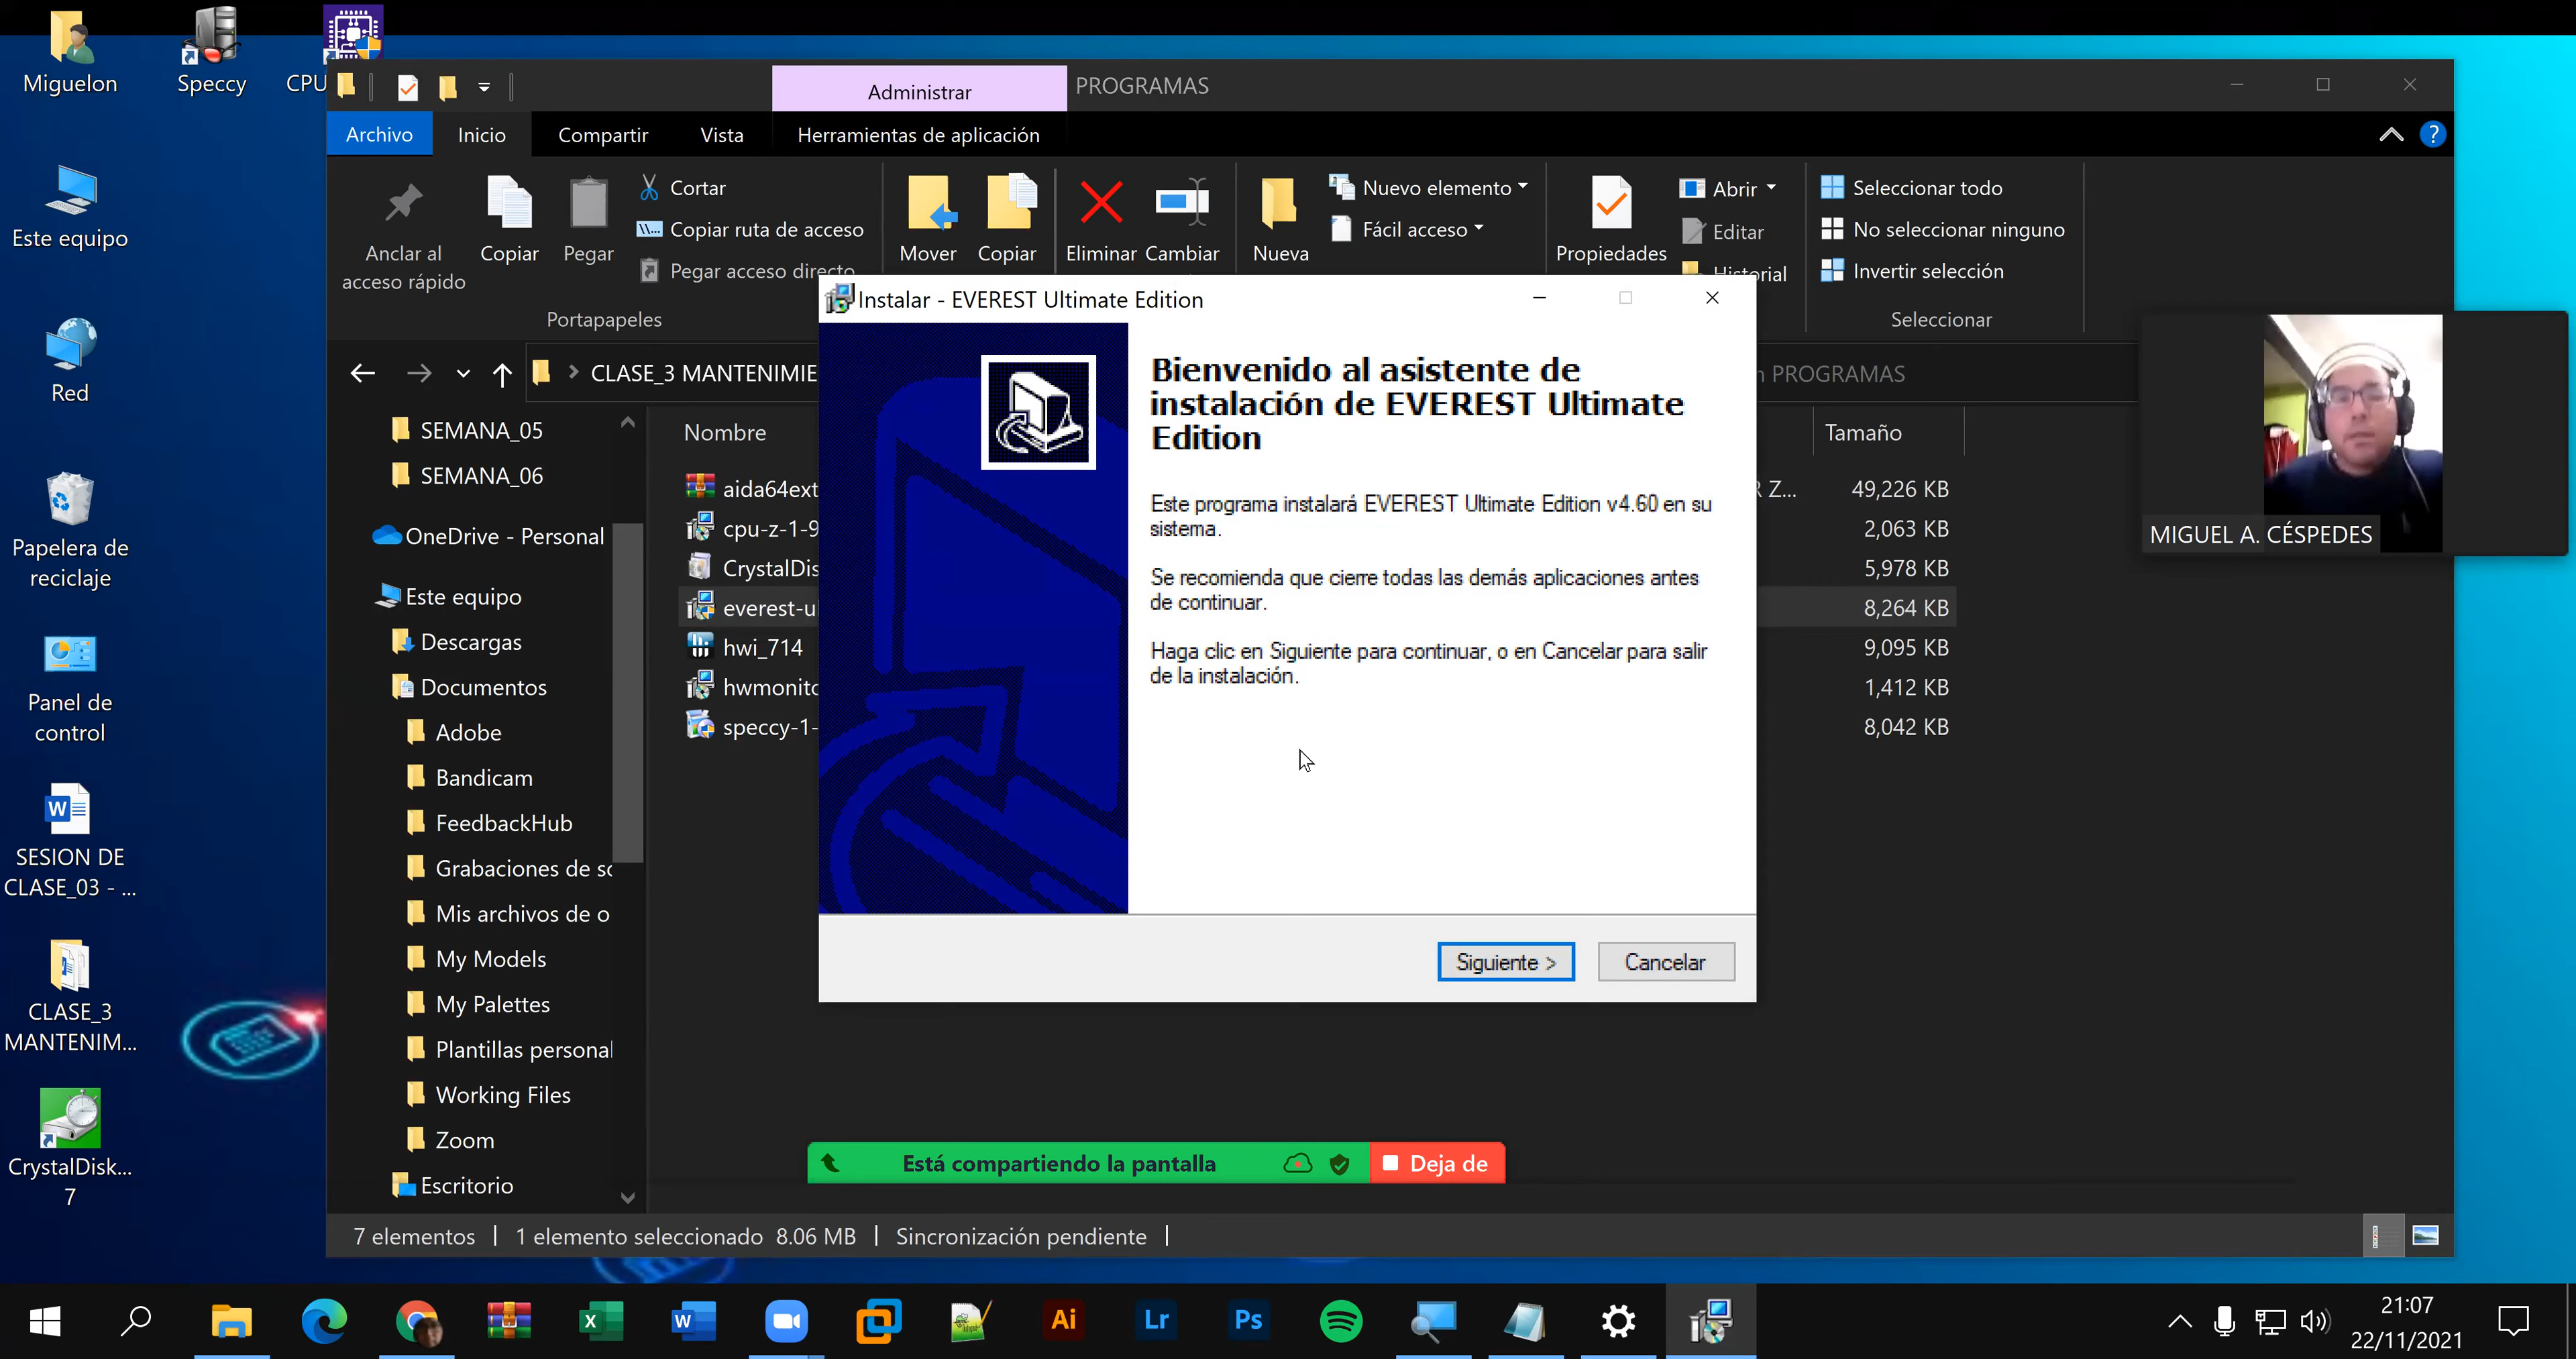 Miguelon
Speccy
CPU
Administrar
PROGRAMAS
Archivo
Inicio
Compartir
Vista
Herramientas de aplicación
Anclar al
acceso rápido
Copiar
Pegar
Cortar
Copiar ruta de acceso
Pegar acceso directo
Portapapeles
Mover
Copiar
Eliminar
Cambiar
Nueva
Nuevo elemento
Fácil acceso
Propiedades
Abrir
Editar
Historial
Seleccionar todo
No seleccionar ninguno
Invertir selección
Seleccionar
Este equipo
Red
Papelera de
reciclaje
Panel de
control
SESION DE
CLASE_03 - ...
CLASE_3
MANTENIM...
CrystalDisk...
7
CLASE_3 MANTENIMIE
PROGRAMAS
SEMANA_05
SEMANA_06
OneDrive - Personal
Este equipo
Descargas
Documentos
Adobe
Bandicam
FeedbackHub
Grabaciones de so
Mis archivos de o
My Models
My Palettes
Plantillas personal
Working Files
Zoom
Escritorio
Nombre
Tamaño
aida64ext
R Z...
49,226 KB
cpu-z-1-9
2,063 KB
CrystalDis
5,978 KB
everest-ul
8,264 KB
hwi_714
9,095 KB
hwmonito
1,412 KB
speccy-1-
8,042 KB
Instalar - EVEREST Ultimate Edition
Bienvenido al asistente de
instalación de EVEREST Ultimate
Edition
Este programa instalará EVEREST Ultimate Edition v4.60 en su
sistema.
Se recomienda que cierre todas las demás aplicaciones antes
de continuar.
Haga clic en Siguiente para continuar, o en Cancelar para salir
de la instalación.
Siguiente >
Cancelar
MIGUEL A. CÉSPEDES
Está compartiendo la pantalla
Deja de
7 elementos
1 elemento seleccionado 8.06 MB
Sincronización pendiente
Ai
Lr
Ps
21:07
22/11/2021